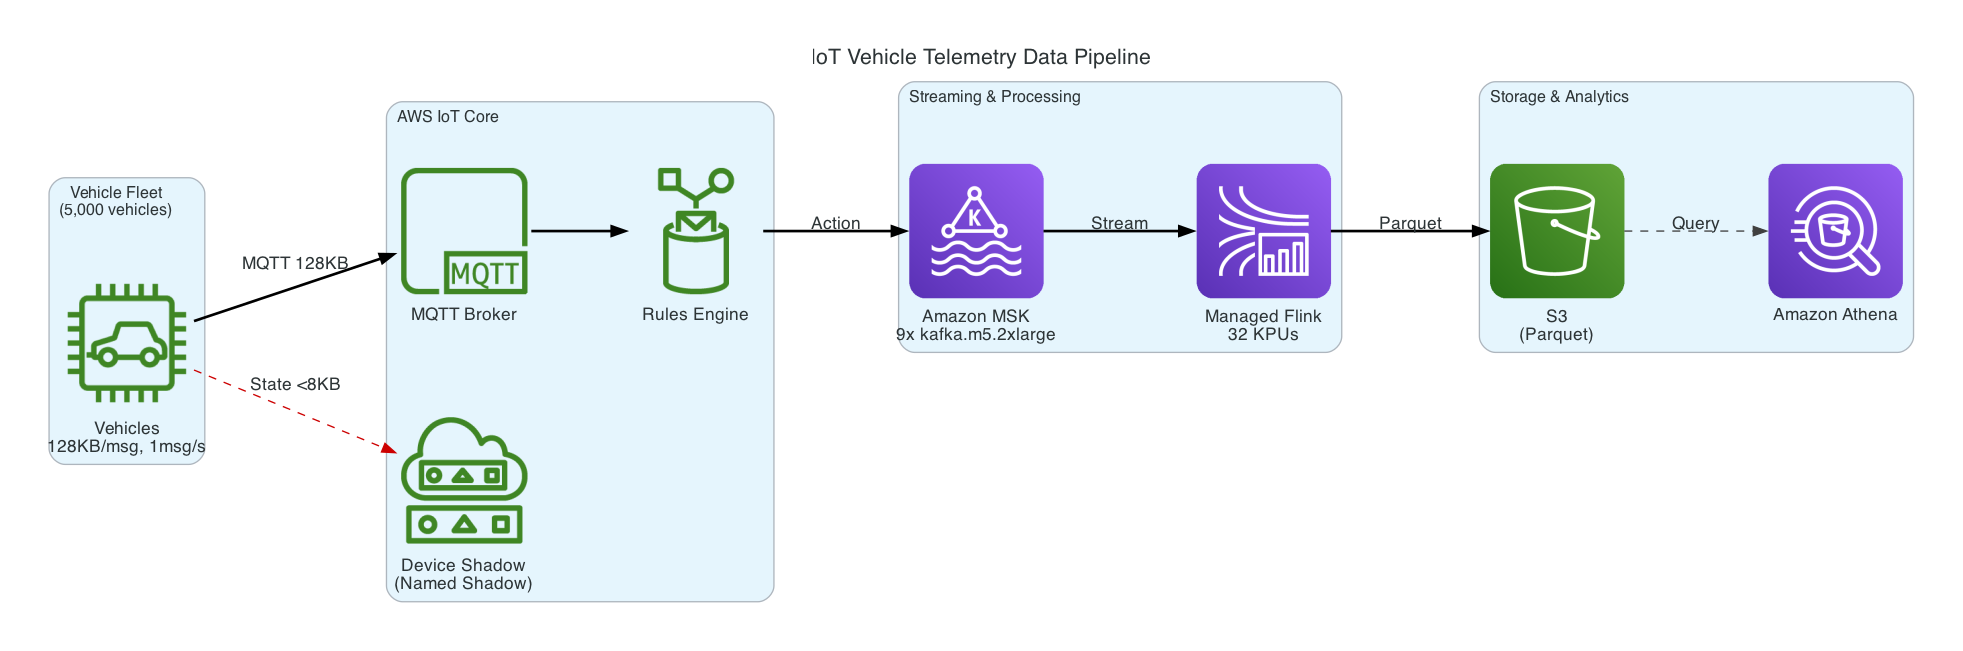 IoT Vehicle Telemetry Data Pipeline
Vehicle Fleet
(5,000 vehicles)
Vehicles
128KB/msg, 1msg/s
MQTT 128KB
State <8KB
AWS IoT Core
MQTT
MQTT Broker
Rules Engine
Device Shadow
(Named Shadow)
Action
Streaming & Processing
K
Amazon MSK
9x kafka.m5.2xlarge
Stream
Managed Flink
32 KPUs
Parquet
Storage & Analytics
S3
(Parquet)
Query
Amazon Athena